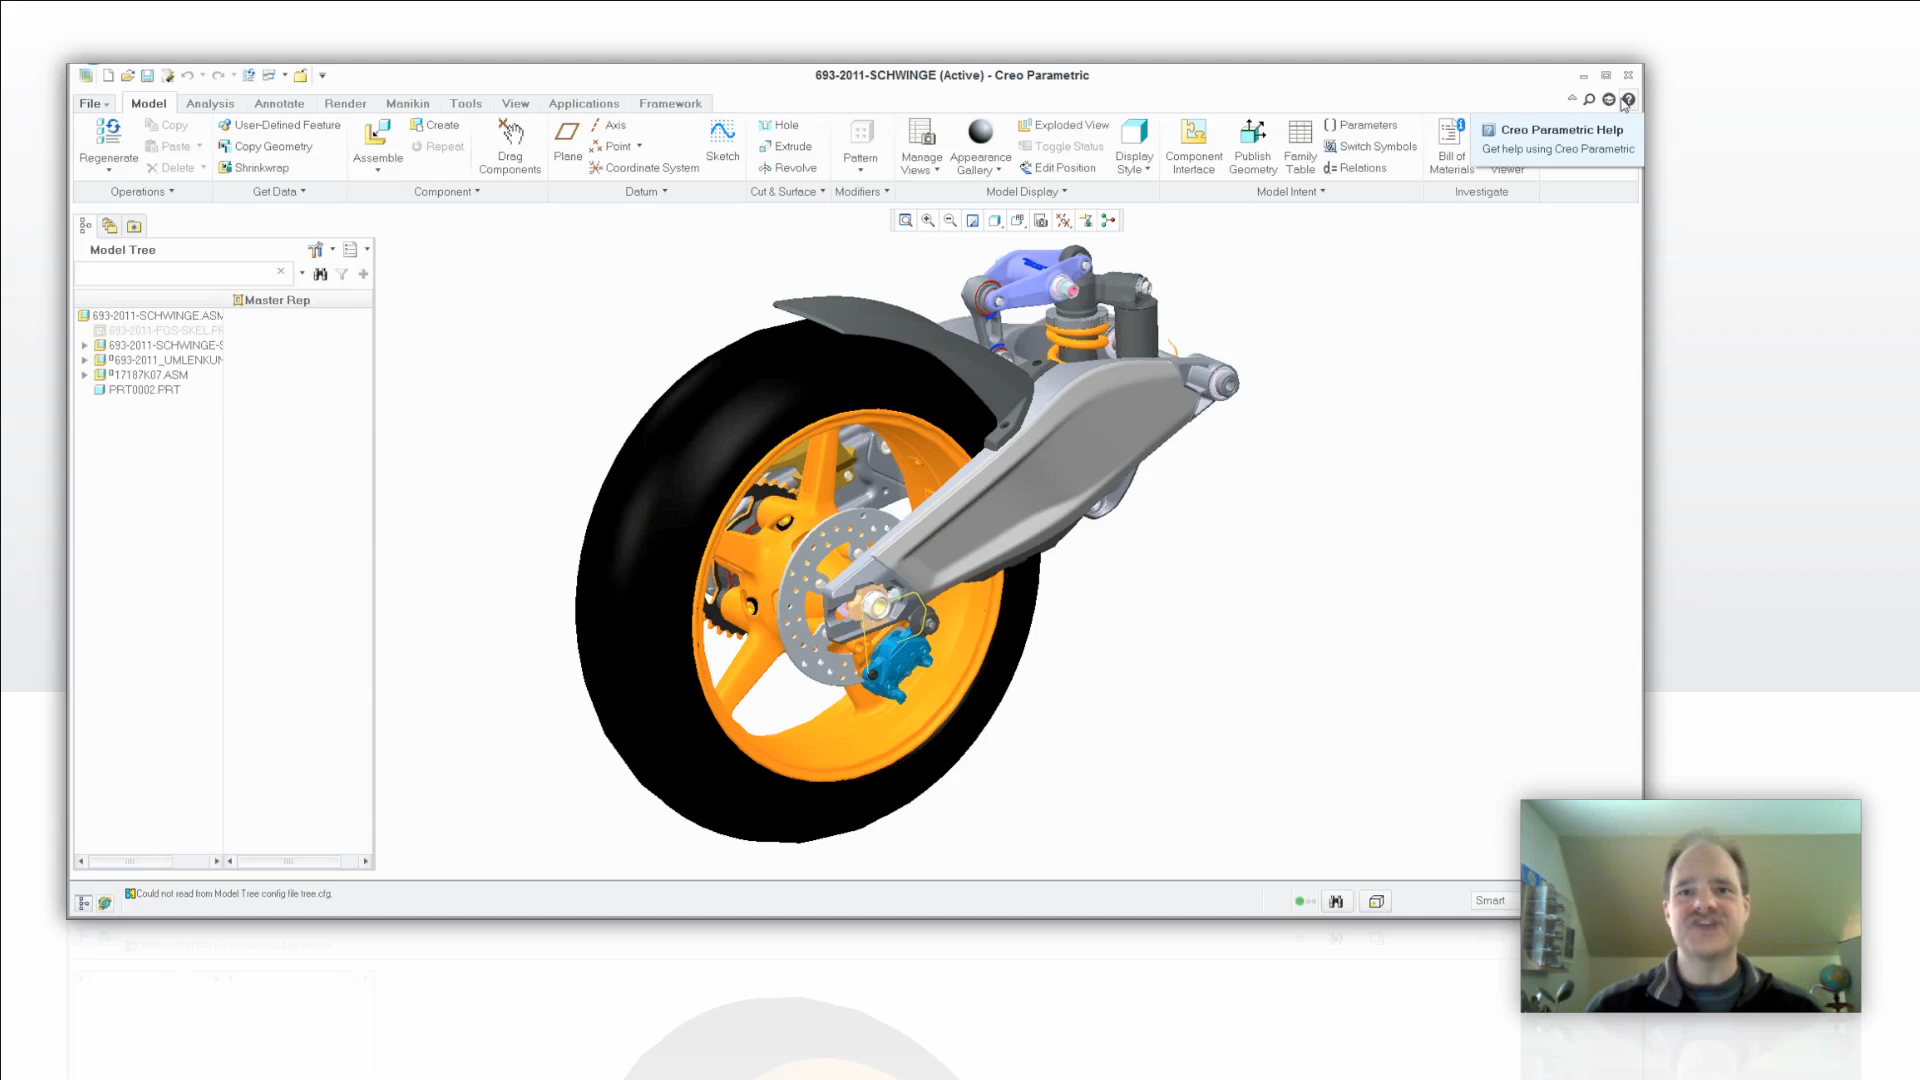 693-2011-SCHWINGE (Active) - Creo Parametric
File Model Analysis Annotate Render Manikin Tools View Applications Framework
Regenerate
Copy
Paste
Delete
Operations
User-Defined Feature
Copy Geometry
Shrinkwrap
Get Data
Assemble
Create
Repeat
Drag
Components
Component
Plane
Axis
Point
Coordinate System
Sketch
Datum
Hole
Extrude
Revolve
Cut & Surface
Pattern
Modifiers
Manage
Views
Appearance
Gallery
Exploded View
Toggle Status
Edit Position
Display
Style
Model Display
Component
Interface
Publish
Geometry
Family
Table
Parameters
Switch Symbols
Relations
Model Intent
Bill of
Materials
Viewer
Investigate
Creo Parametric Help
Get help using Creo Parametric
Model Tree
Master Rep
693-2011-SCHWINGE.ASM
693-2011-FGS-SKEL.PR
693-2011-SCHWINGE-S
693-2011_UMLENKUN
17187K07.ASM
PRT0002.PRT
Could not read from Model Tree config file tree.cfg.
Smart